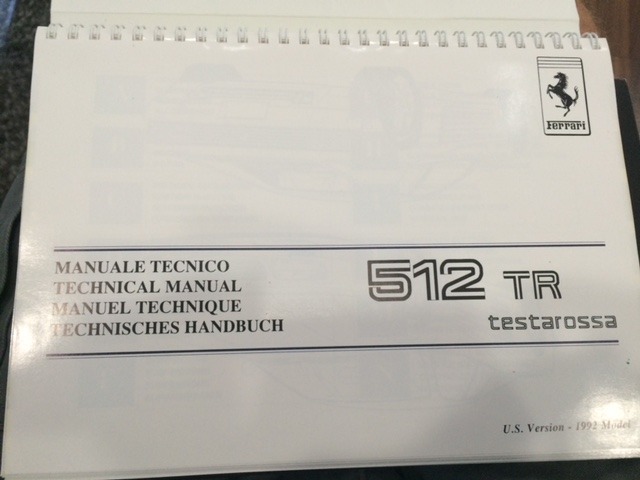 Ferrari
MANUALE TECNICO
TECHNICAL MANUAL
MANUEL TECHNIQUE
TECHNISCHES HANDBUCH
512 TR
testarossa
U.S. Version - 1992 Model